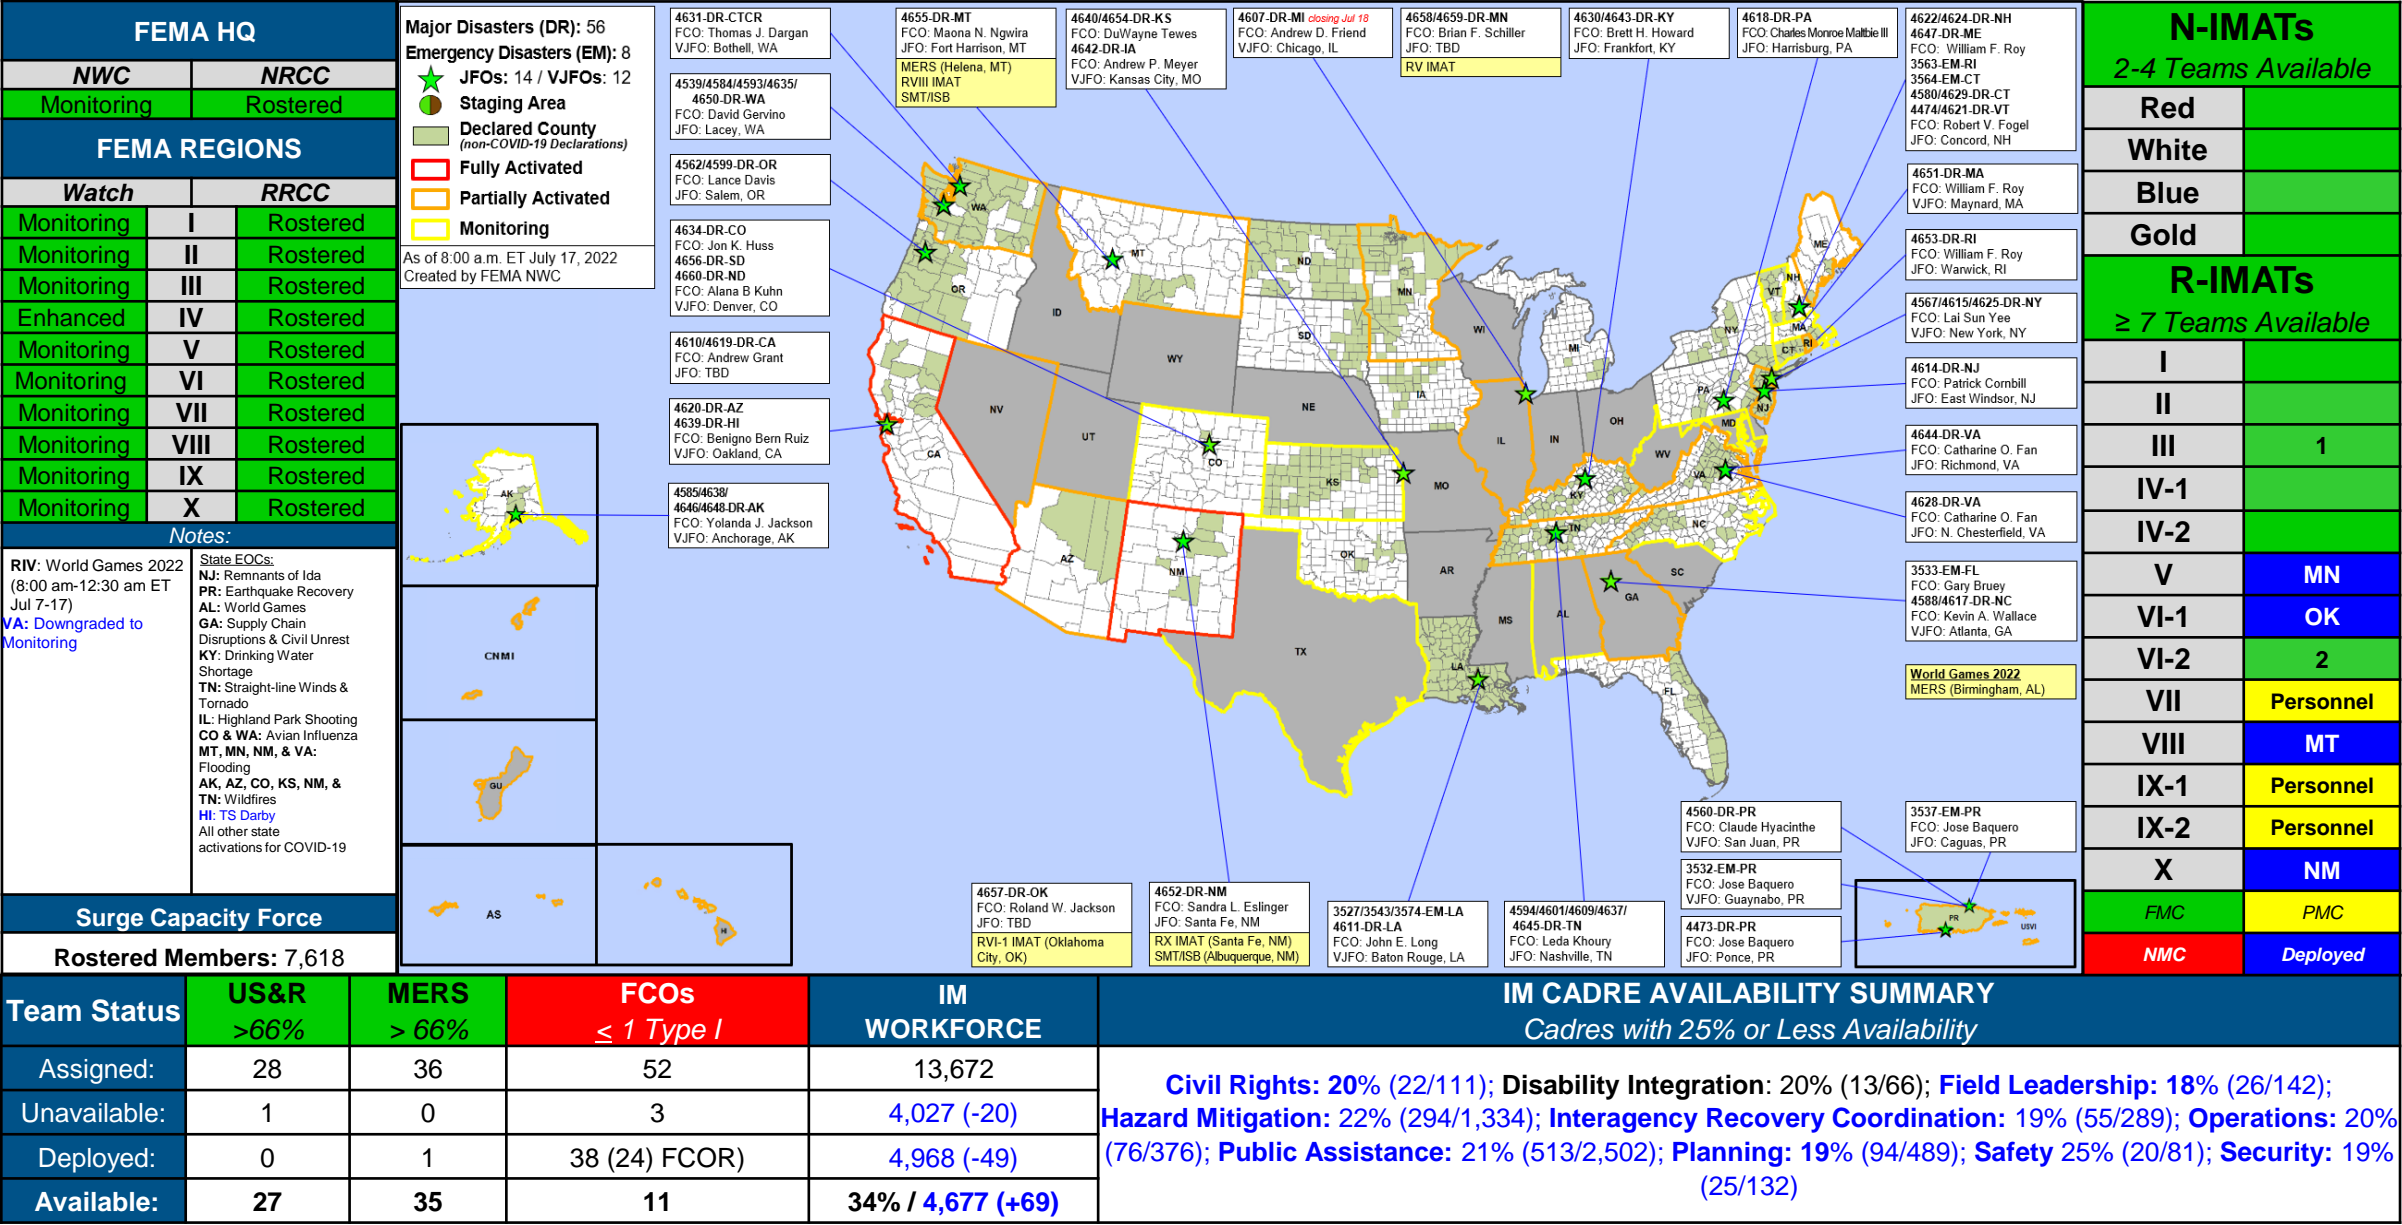 FEMA HQ
NWC NRCC
Monitoring Rostered
FEMA REGIONS
Watch RRCC
Monitoring I Rostered
Monitoring II Rostered
Monitoring III Rostered
Enhanced IV Rostered
Monitoring V Rostered
Monitoring VI Rostered
Monitoring VII Rostered
Monitoring VIII Rostered
Monitoring IX Rostered
Monitoring X Rostered
Notes:
RIV: World Games 2022
(8:00 am-12:30 am ET
Jul 7-17)
VA: Downgraded to
Monitoring
State EOCs:
NJ: Remnants of Ida
PR: Earthquake Recovery
AL: World Games
GA: Supply Chain
Disruptions & Civil Unrest
KY: Drinking Water
Shortage
TN: Straight-line Winds &
Tornado
IL: Highland Park Shooting
CO & WA: Avian Influenza
MT, MN, NM, & VA:
Flooding
AK, AZ, CO, KS, NM, &
TN: Wildfires
HI: TS Darby
All other state
activations for COVID-19
Surge Capacity Force
Rostered Members: 7,618
Major Disasters (DR): 56
Emergency Disasters (EM): 8
JFOs: 14 / VJFOs: 12
Staging Area
Declared County
(non-COVID-19 Declarations)
Fully Activated
Partially Activated
Monitoring
As of 8:00 a.m. ET July 17, 2022
Created by FEMA NWC
4631-DR-CTCR
FCO: Thomas J. Dargan
VJFO: Bothell, WA
4539/4584/4593/4635/
4650-DR-WA
FCO: David Gervino
JFO: Lacey, WA
4562/4599-DR-OR
FCO: Lance Davis
JFO: Salem, OR
4634-DR-CO
FCO: Jon K. Huss
4656-DR-SD
4660-DR-ND
FCO: Alana B Kuhn
VJFO: Denver, CO
4610/4619-DR-CA
FCO: Andrew Grant
JFO: TBD
4620-DR-AZ
4639-DR-HI
FCO: Benigno Bern Ruiz
VJFO: Oakland, CA
4585/4638/
4646/4648-DR-AK
FCO: Yolanda J. Jackson
VJFO: Anchorage, AK
4655-DR-MT
FCO: Maona N. Ngwira
JFO: Fort Harrison, MT
MERS (Helena, MT)
RVIII IMAT
SMT/ISB
4640/4654-DR-KS
FCO: DuWayne Tewes
4642-DR-IA
FCO: Andrew P. Meyer
VJFO: Kansas City, MO
4607-DR-MI closing Jul 18
FCO: Andrew D. Friend
VJFO: Chicago, IL
4658/4659-DR-MN
FCO: Brian F. Schiller
JFO: TBD
RV IMAT
4630/4643-DR-KY
FCO: Brett H. Howard
JFO: Frankfort, KY
4618-DR-PA
FCO: Charles Monroe Maltbie III
JFO: Harrisburg, PA
4622/4624-DR-NH
4647-DR-ME
FCO: William F. Roy
3563-EM-RI
3564-EM-CT
4580/4629-DR-CT
4474/4621-DR-VT
FCO: Robert V. Fogel
JFO: Concord, NH
4651-DR-MA
FCO: William F. Roy
VJFO: Maynard, MA
4653-DR-RI
FCO: William F. Roy
JFO: Warwick, RI
4567/4615/4625-DR-NY
FCO: Lai Sun Yee
VJFO: New York, NY
4614-DR-NJ
FCO: Patrick Cornbill
JFO: East Windsor, NJ
4644-DR-VA
FCO: Catharine O. Fan
JFO: Richmond, VA
4628-DR-VA
FCO: Catharine O. Fan
JFO: N. Chesterfield, VA
3533-EM-FL
FCO: Gary Bruey
4588/4617-DR-NC
FCO: Kevin A. Wallace
VJFO: Atlanta, GA
World Games 2022
MERS (Birmingham, AL)
WA
MT
ND
MN
OR
ID
SD
WI
MI
WY
IA
NE
NV
UT
CO
KS
CA
AZ
NM
OK
TX
MO
AR
LA
IL
IN
OH
KY
TN
MS
AL
GA
SC
NC
FL
VA
WV
MD
PA
NJ
NY
CT
RI
MA
VT
NH
ME
AK
CNMI
GU
AS
HI
PR
USVI
4657-DR-OK
FCO: Roland W. Jackson
JFO: TBD
RVI-1 IMAT (Oklahoma
City, OK)
4652-DR-NM
FCO: Sandra L. Eslinger
JFO: Santa Fe, NM
RX IMAT (Santa Fe, NM)
SMT/ISB (Albuquerque, NM)
3527/3543/3574-EM-LA
4611-DR-LA
FCO: John E. Long
VJFO: Baton Rouge, LA
4594/4601/4609/4637/
4645-DR-TN
FCO: Leda Khoury
JFO: Nashville, TN
4560-DR-PR
FCO: Claude Hyacinthe
VJFO: San Juan, PR
3532-EM-PR
FCO: Jose Baquero
VJFO: Guaynabo, PR
4473-DR-PR
FCO: Jose Baquero
JFO: Ponce, PR
3537-EM-PR
FCO: Jose Baquero
JFO: Caguas, PR
N-IMATs
2-4 Teams Available
Red
White
Blue
Gold
R-IMATs
≥ 7 Teams Available
I
II
III 1
IV-1
IV-2
V MN
VI-1 OK
VI-2 2
VII Personnel
VIII MT
IX-1 Personnel
IX-2 Personnel
X NM
FMC PMC
NMC Deployed
Team Status US&R MERS FCOs IM
>66% > 66% ≤ 1 Type I WORKFORCE
Assigned: 28 36 52 13,672
Unavailable: 1 0 3 4,027 (-20)
Deployed: 0 1 38 (24) FCOR) 4,968 (-49)
Available: 27 35 11 34% / 4,677 (+69)
IM CADRE AVAILABILITY SUMMARY
Cadres with 25% or Less Availability
Civil Rights: 20% (22/111); Disability Integration: 20% (13/66); Field Leadership: 18% (26/142);
Hazard Mitigation: 22% (294/1,334); Interagency Recovery Coordination: 19% (55/289); Operations: 20%
(76/376); Public Assistance: 21% (513/2,502); Planning: 19% (94/489); Safety 25% (20/81); Security: 19%
(25/132)